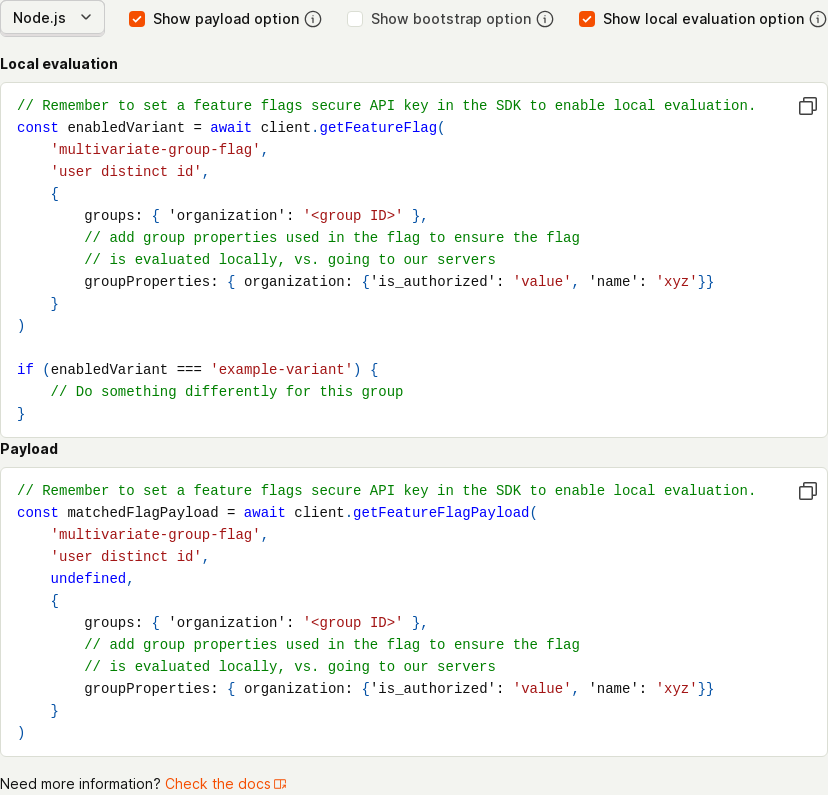 Node.js Show payload option Show bootstrap option Show local evaluation option
Local evaluation
// Remember to set a feature flags secure API key in the SDK to enable local evaluation.
const enabledVariant = await client.getFeatureFlag(
    'multivariate-group-flag',
    'user distinct id',
    {
        groups: { 'organization': '<group ID>' },
        // add group properties used in the flag to ensure the flag
        // is evaluated locally, vs. going to our servers
        groupProperties: { organization: {'is_authorized': 'value', 'name': 'xyz'}}
    }
)

if (enabledVariant === 'example-variant') {
    // Do something differently for this group
}
Payload
// Remember to set a feature flags secure API key in the SDK to enable local evaluation.
const matchedFlagPayload = await client.getFeatureFlagPayload(
    'multivariate-group-flag',
    'user distinct id',
    undefined,
    {
        groups: { 'organization': '<group ID>' },
        // add group properties used in the flag to ensure the flag
        // is evaluated locally, vs. going to our servers
        groupProperties: { organization: {'is_authorized': 'value', 'name': 'xyz'}}
    }
)
Need more information? Check the docs